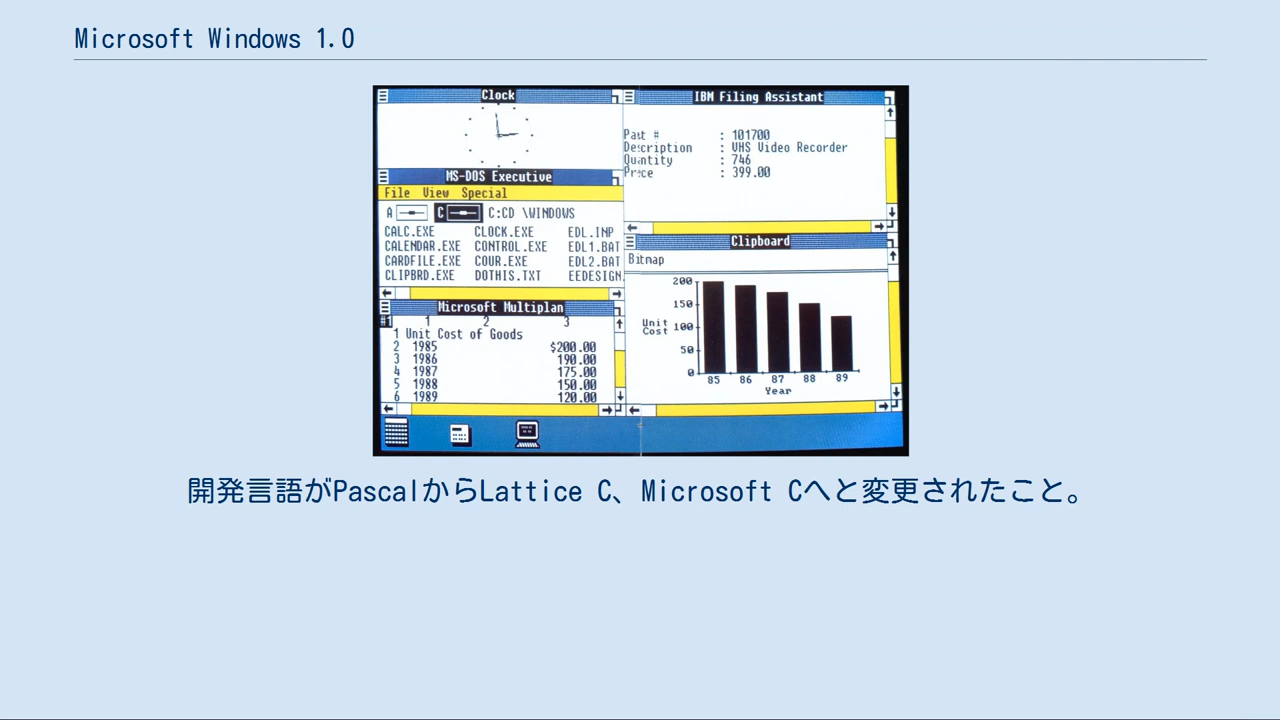 Microsoft Windows 1.0
Clock
MS-DOS Executive
File View Special
A C C:CD \WINDOWS
CALC.EXE CLOCK.EXE EDL.INP
CALENDAR.EXE CONTROL.EXE EDL1.BAT
CARDFILE.EXE COUR.EXE EDL2.BAT
CLIPBRD.EXE DOTHIS.TXT EEDESIGN
Microsoft Multiplan
#1 1 2 3
1 Unit Cost of Goods
2 1985 $200.00
3 1986 190.00
4 1987 175.00
5 1988 150.00
6 1989 120.00
IBM Filing Assistant
Part # : 101700
Description : VHS Video Recorder
Quantity : 746
Price : 399.00
Clipboard
Bitmap
200
150
Unit
Cost
100
50
0
85 86 87 88 89
Year
開発言語がPascalからLattice C、Microsoft Cへと変更されたこと。